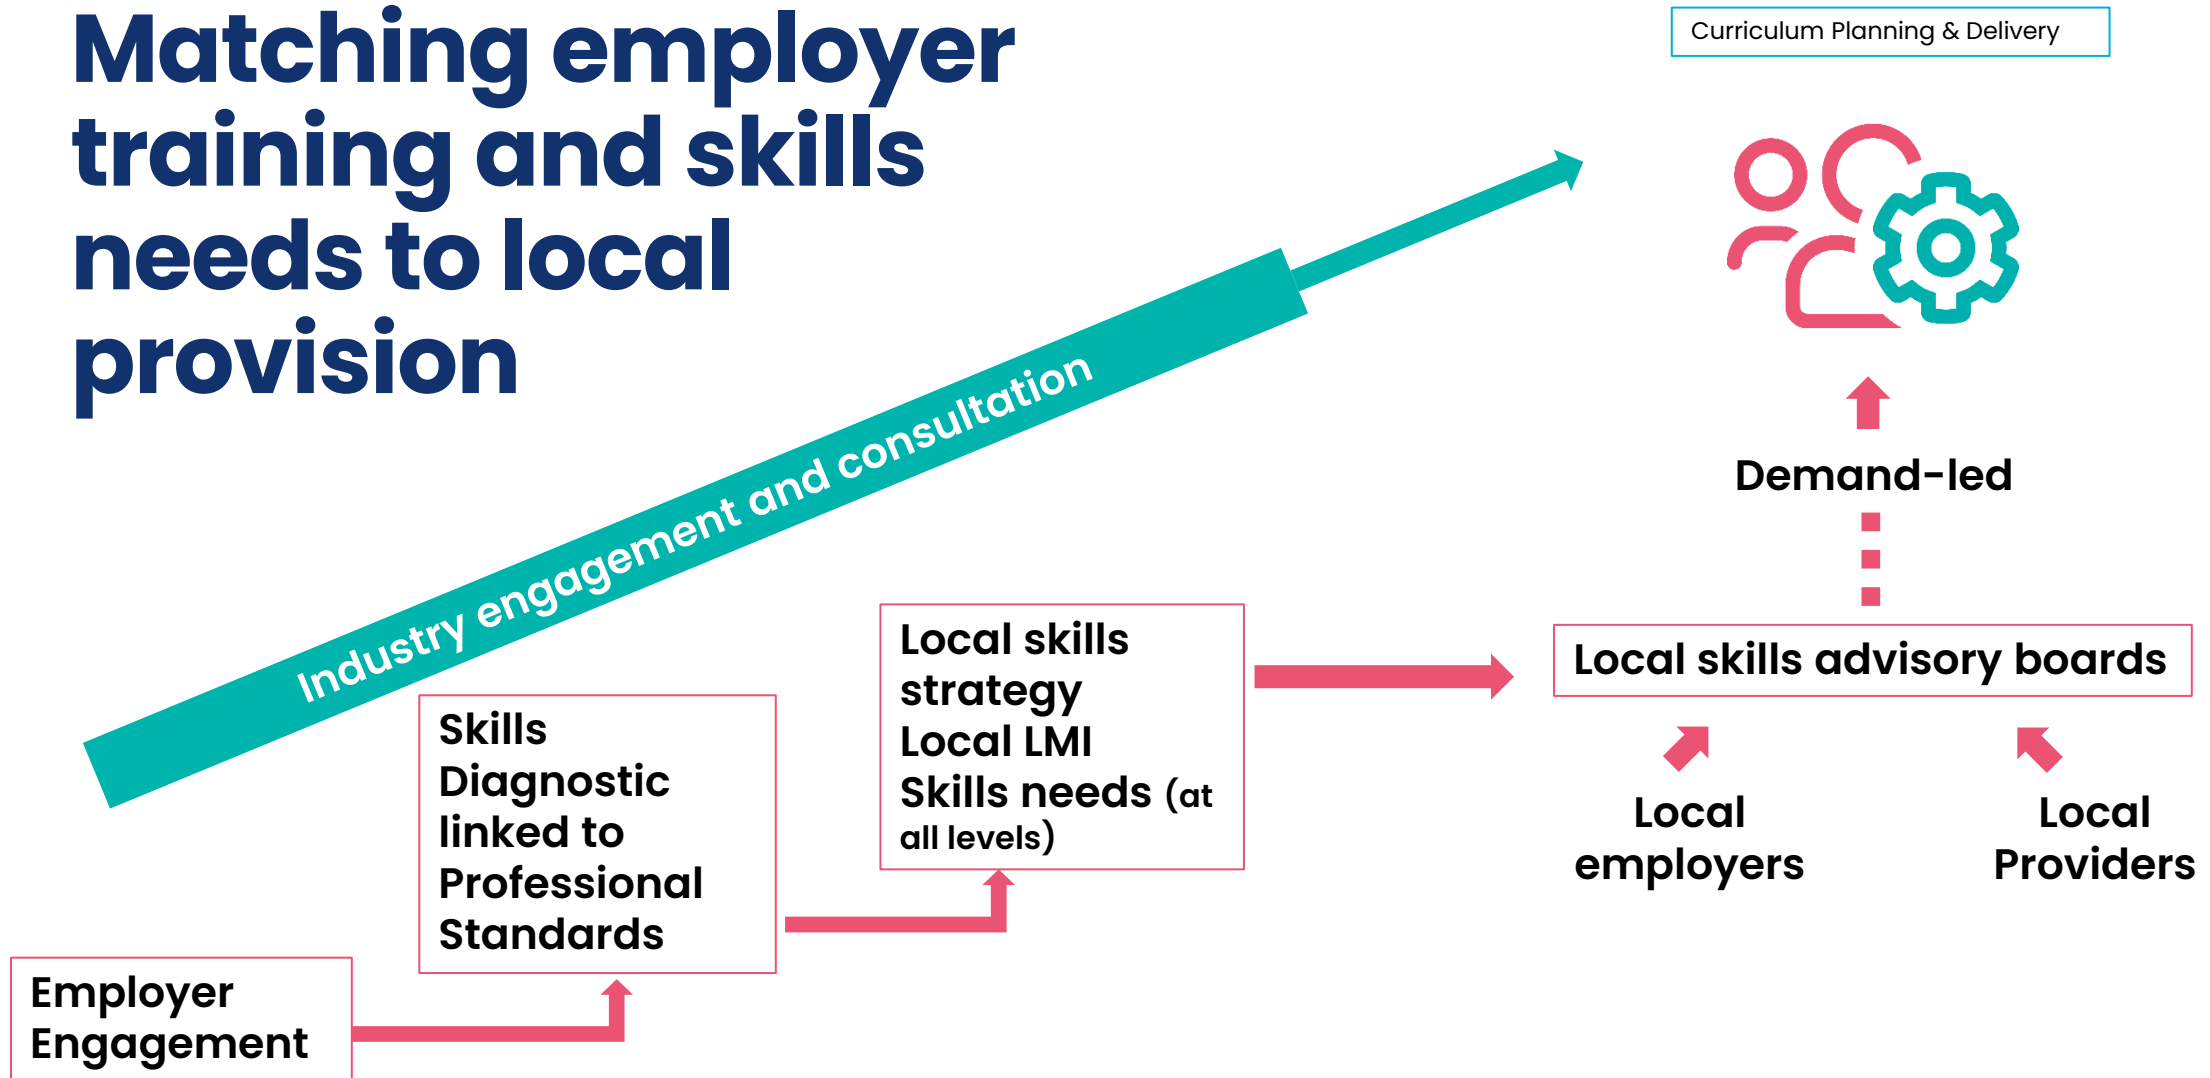 Matching employer
training and skills
needs to local
provision
Curriculum Planning & Delivery
Industry engagement and consultation
Demand-led
Local skills advisory boards
Local
employers
Local
Providers
Local skills
strategy
Local LMI
Skills needs (at
all levels)
Skills
Diagnostic
linked to
Professional
Standards
Employer
Engagement